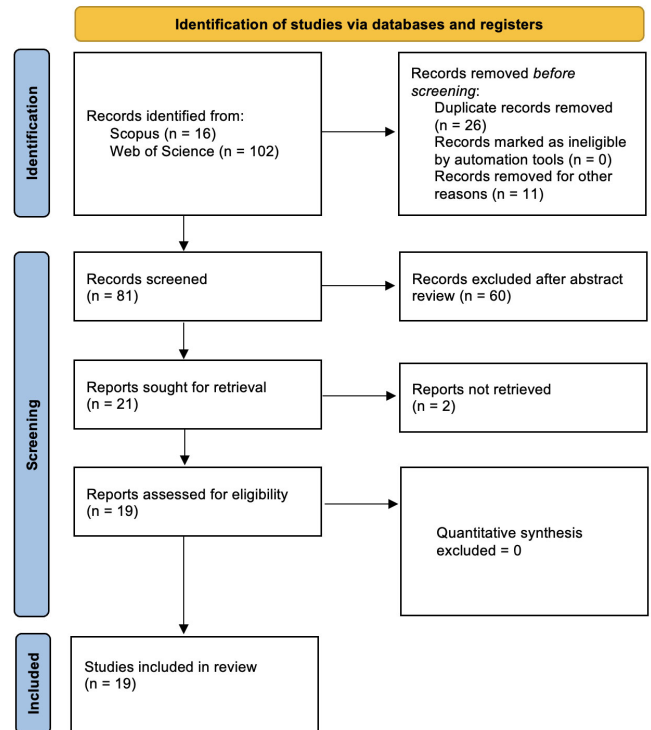 Identification of studies via databases and registers
Identification
Records identified from:
Scopus (n = 16)
Web of Science (n = 102)
Records removed before
screening:
Duplicate records removed
(n = 26)
Records marked as ineligible
by automation tools (n = 0)
Records removed for other
reasons (n = 11)
Screening
Records screened
(n = 81)
Records excluded after abstract
review (n = 60)
Reports sought for retrieval
(n = 21)
Reports not retrieved
(n = 2)
Reports assessed for eligibility
(n = 19)
Quantitative synthesis
excluded = 0
Included
Studies included in review
(n = 19)